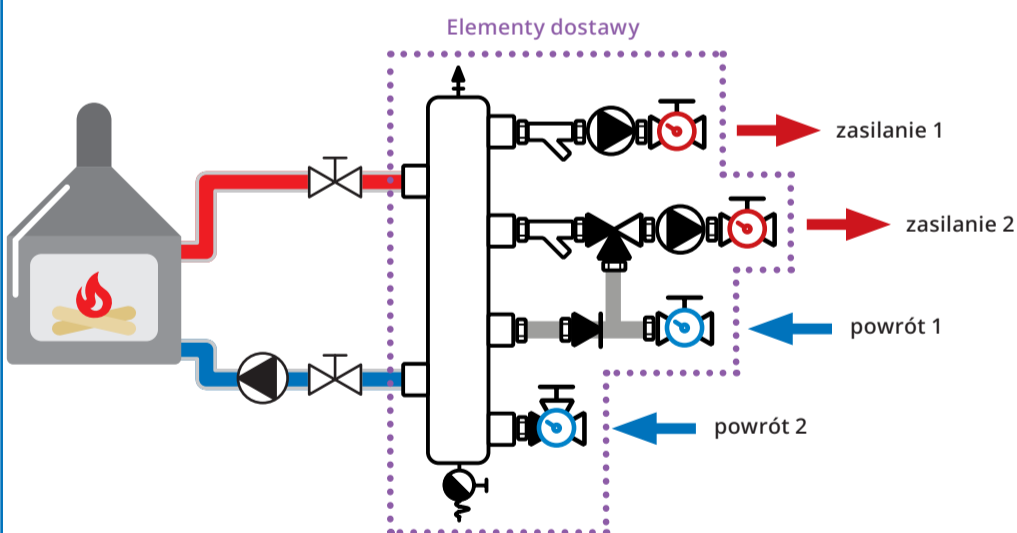 Elementy dostawy
zasilanie 1
zasilanie 2
powrót 1
powrót 2